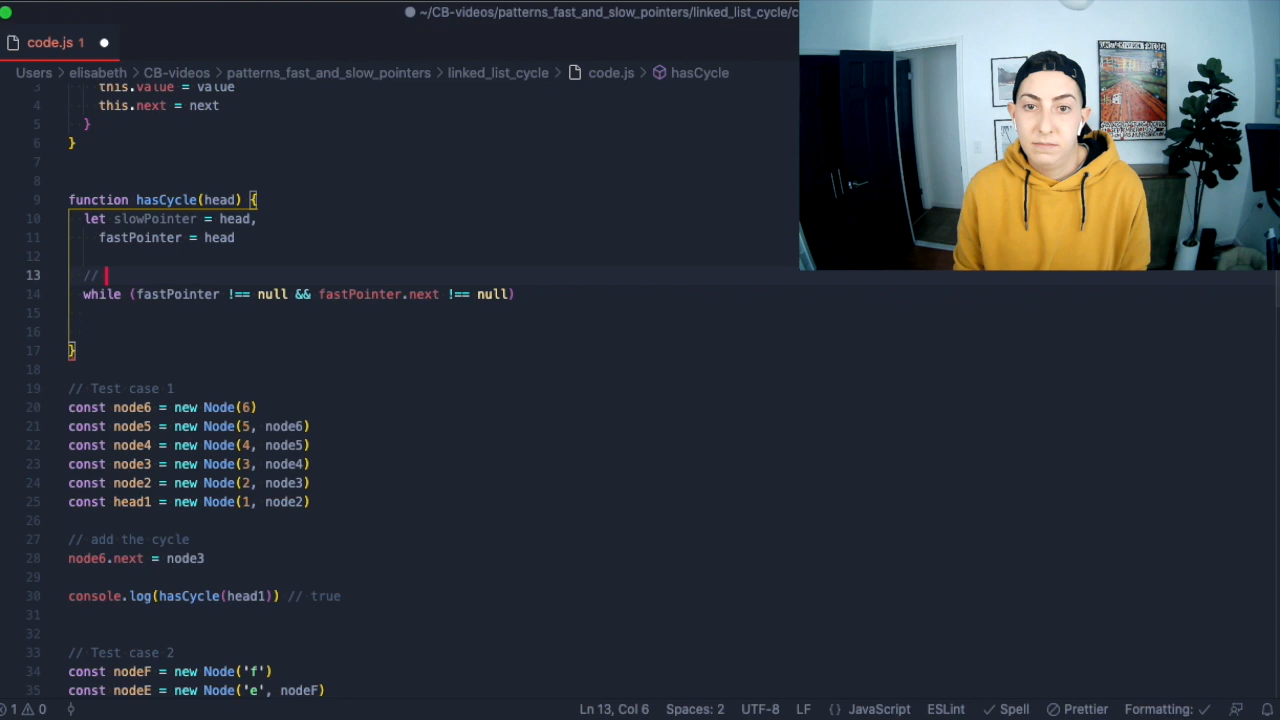 ~/CB-videos/patterns_fast_and_slow_pointers/linked_list_cycle/c
code.js 1
Users > elisabeth > CB-videos > patterns_fast_and_slow_pointers > linked_list_cycle > code.js > hasCycle
3 this.value = value
4 this.next = next
5 }
6 }
7
8
9 function hasCycle(head) {
10 let slowPointer = head,
11 fastPointer = head
12
13 //
14 while (fastPointer !== null && fastPointer.next !== null)
15
16
17 }
18
19 // Test case 1
20 const node6 = new Node(6)
21 const node5 = new Node(5, node6)
22 const node4 = new Node(4, node5)
23 const node3 = new Node(3, node4)
24 const node2 = new Node(2, node3)
25 const head1 = new Node(1, node2)
26
27 // add the cycle
28 node6.next = node3
29
30 console.log(hasCycle(head1)) // true
31
32
33 // Test case 2
34 const nodeF = new Node('f')
35 const nodeE = new Node('e', nodeF)
1 0 Ln 13, Col 6 Spaces: 2 UTF-8 LF {} JavaScript ESLint ✓ Spell Prettier Formatting: ✓